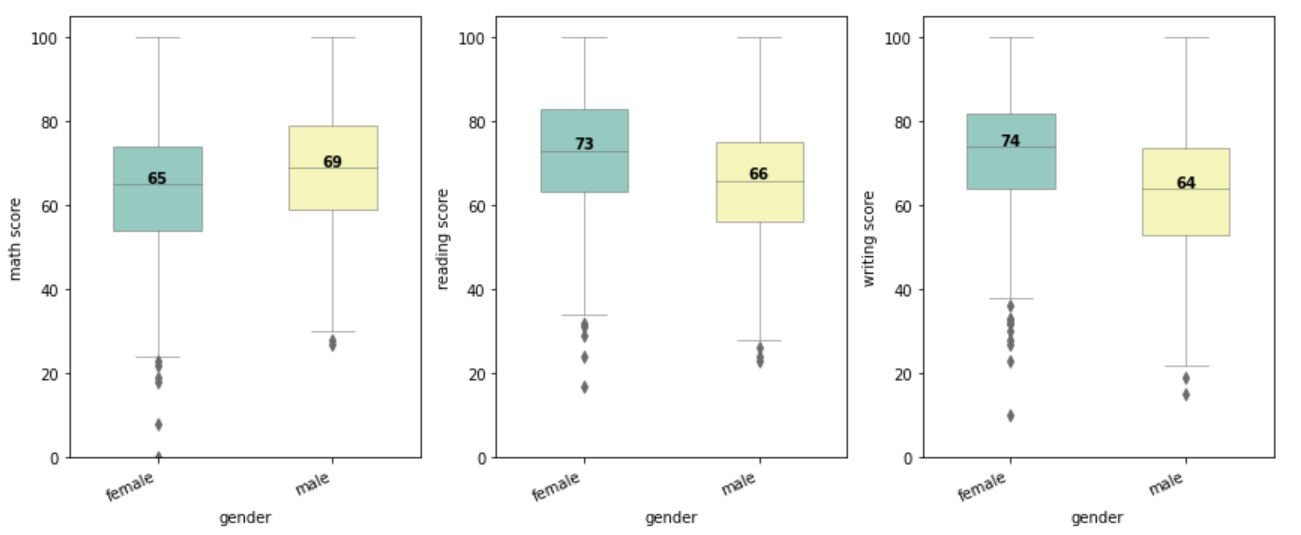 math score
100
80
60
40
20
0
65
69
female
male
gender
reading score
100
80
60
40
20
0
73
66
female
male
gender
writing score
100
80
60
40
20
0
74
64
female
male
gender